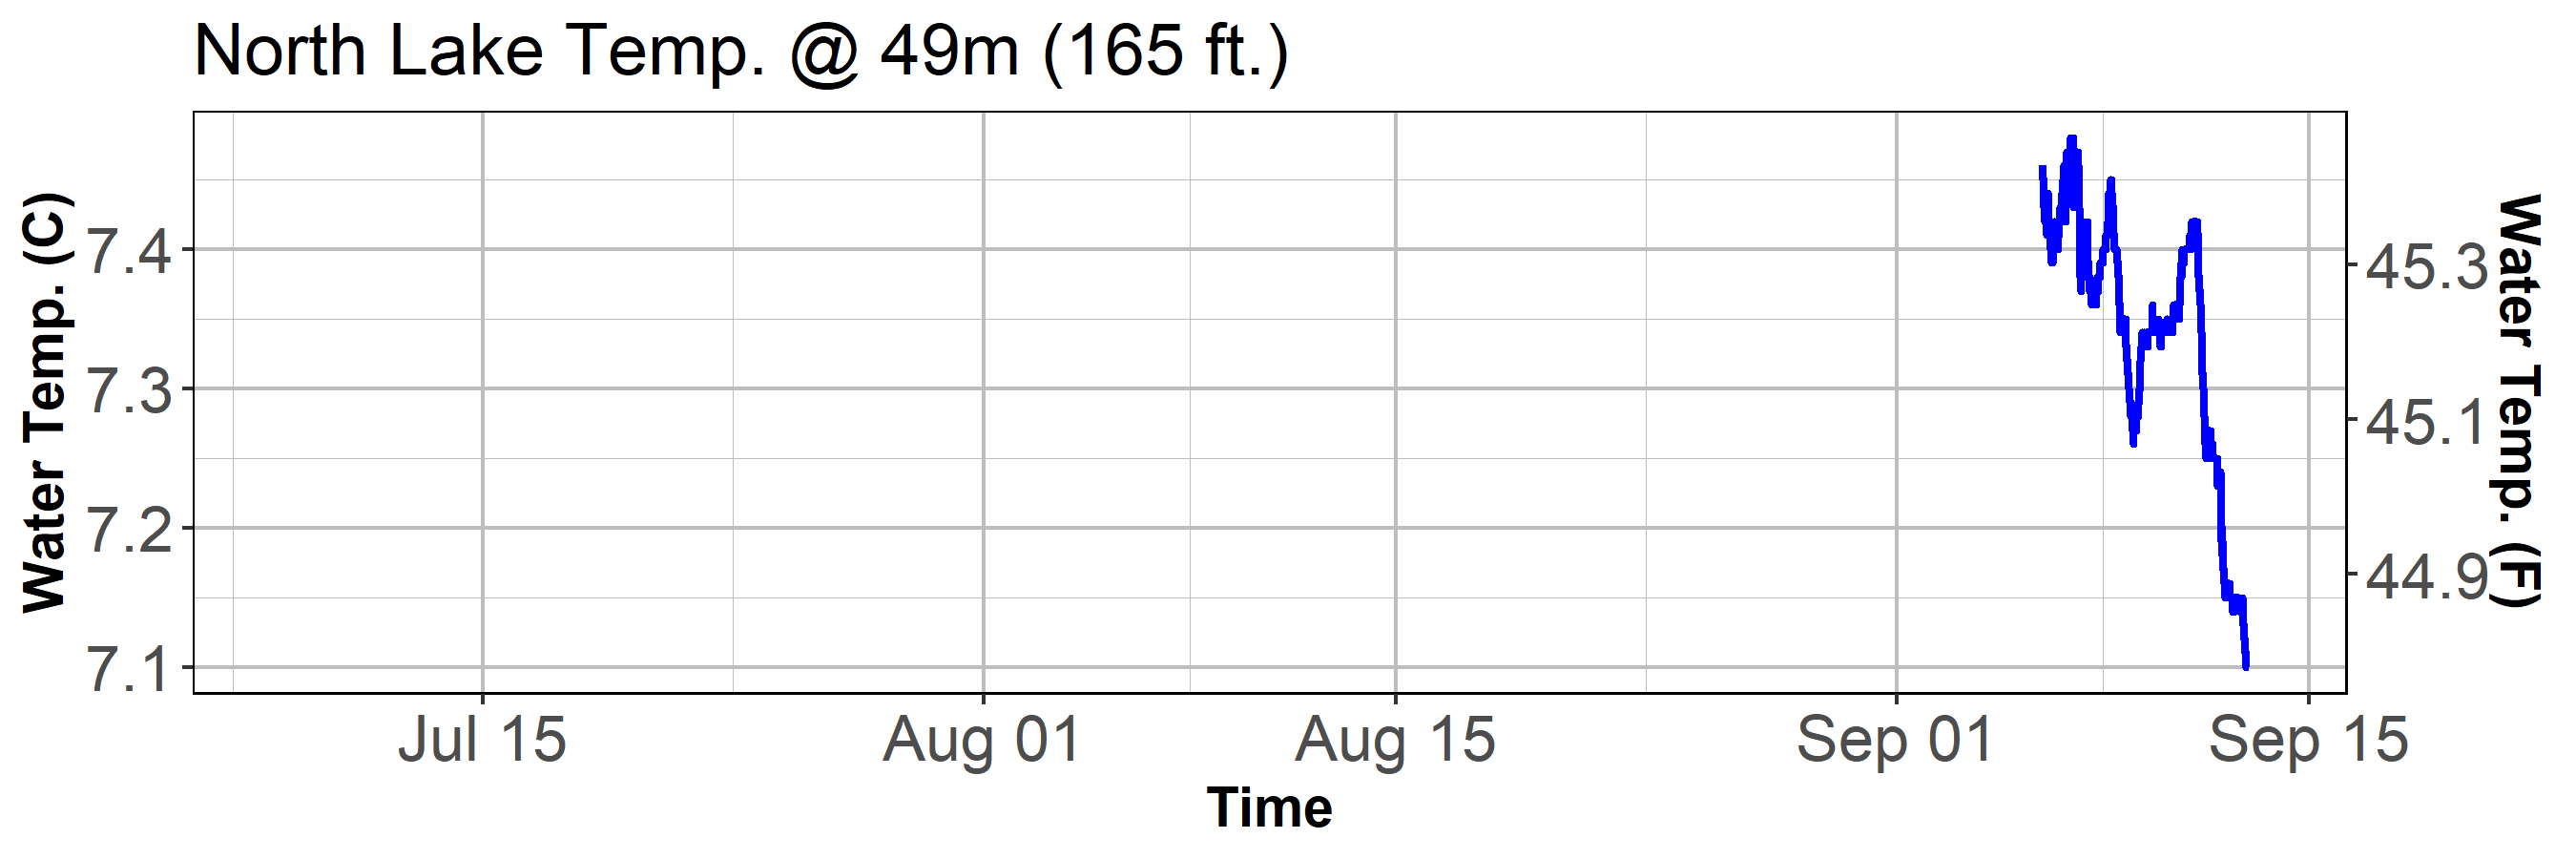 North Lake Temp. @ 49m (165 ft.)
Water Temp. (C)
7.4
7.3
7.2
7.1
45.3
45.1
44.9
Water Temp. (F)
Jul 15 Aug 01 Aug 15 Sep 01 Sep 15
Time